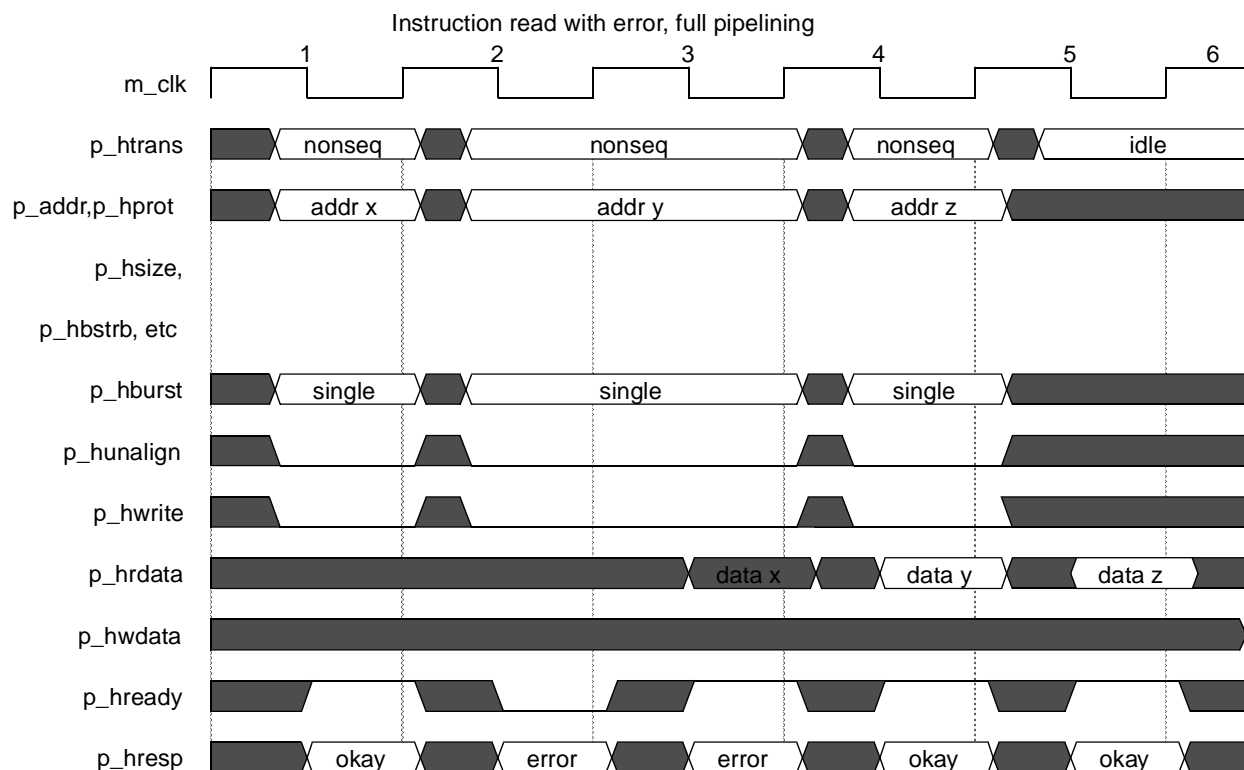 Instruction read with error, full pipelining
1 2 3 4 5 6
m_clk
p_htrans nonseq nonseq nonseq idle
p_addr,p_hprot addr x addr y addr z
p_hsize,
p_hbstrb, etc
p_hburst single single single
p_hunalign
p_hwrite
p_hrdata data x data y data z
p_hwdata
p_hready
p_hresp okay error error okay okay